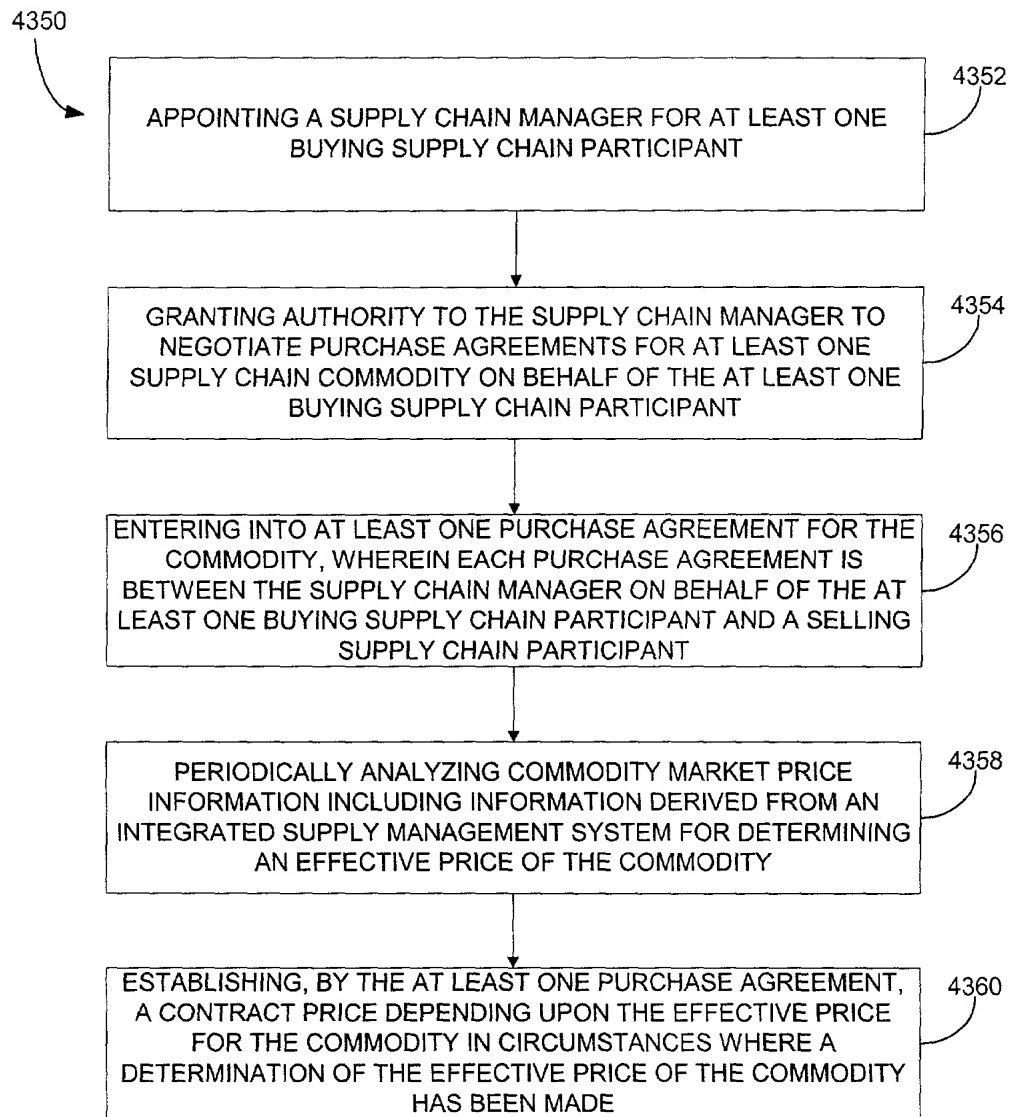 4350
4352
APPOINTING A SUPPLY CHAIN MANAGER FOR AT LEAST ONE
BUYING SUPPLY CHAIN PARTICIPANT
4354
GRANTING AUTHORITY TO THE SUPPLY CHAIN MANAGER TO
NEGOTIATE PURCHASE AGREEMENTS FOR AT LEAST ONE
SUPPLY CHAIN COMMODITY ON BEHALF OF THE AT LEAST ONE
BUYING SUPPLY CHAIN PARTICIPANT
4356
ENTERING INTO AT LEAST ONE PURCHASE AGREEMENT FOR THE
COMMODITY, WHEREIN EACH PURCHASE AGREEMENT IS
BETWEEN THE SUPPLY CHAIN MANAGER ON BEHALF OF THE AT
LEAST ONE BUYING SUPPLY CHAIN PARTICIPANT AND A SELLING
SUPPLY CHAIN PARTICIPANT
4358
PERIODICALLY ANALYZING COMMODITY MARKET PRICE
INFORMATION INCLUDING INFORMATION DERIVED FROM AN
INTEGRATED SUPPLY MANAGEMENT SYSTEM FOR DETERMINING
AN EFFECTIVE PRICE OF THE COMMODITY
4360
ESTABLISHING, BY THE AT LEAST ONE PURCHASE AGREEMENT,
A CONTRACT PRICE DEPENDING UPON THE EFFECTIVE PRICE
FOR THE COMMODITY IN CIRCUMSTANCES WHERE A
DETERMINATION OF THE EFFECTIVE PRICE OF THE COMMODITY
HAS BEEN MADE